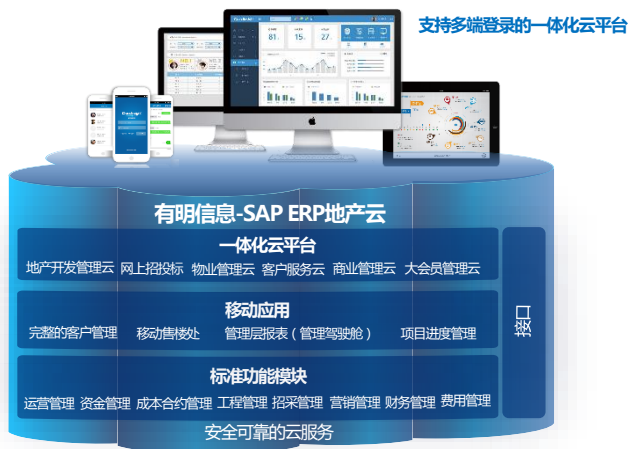 支持多端登录的一体化云平台
81
15
27
有明信息-SAP ERP地产云
一体化云平台
地产开发管理云 网上招投标 物业管理云 客户服务云 商业管理云 大会员管理云
移动应用
完整的客户管理 移动售楼处 管理层报表（管理驾驶舱） 项目进度管理
接口
标准功能模块
运营管理 资金管理 成本合约管理 工程管理 招采管理 营销管理 财务管理 费用管理
安全可靠的云服务